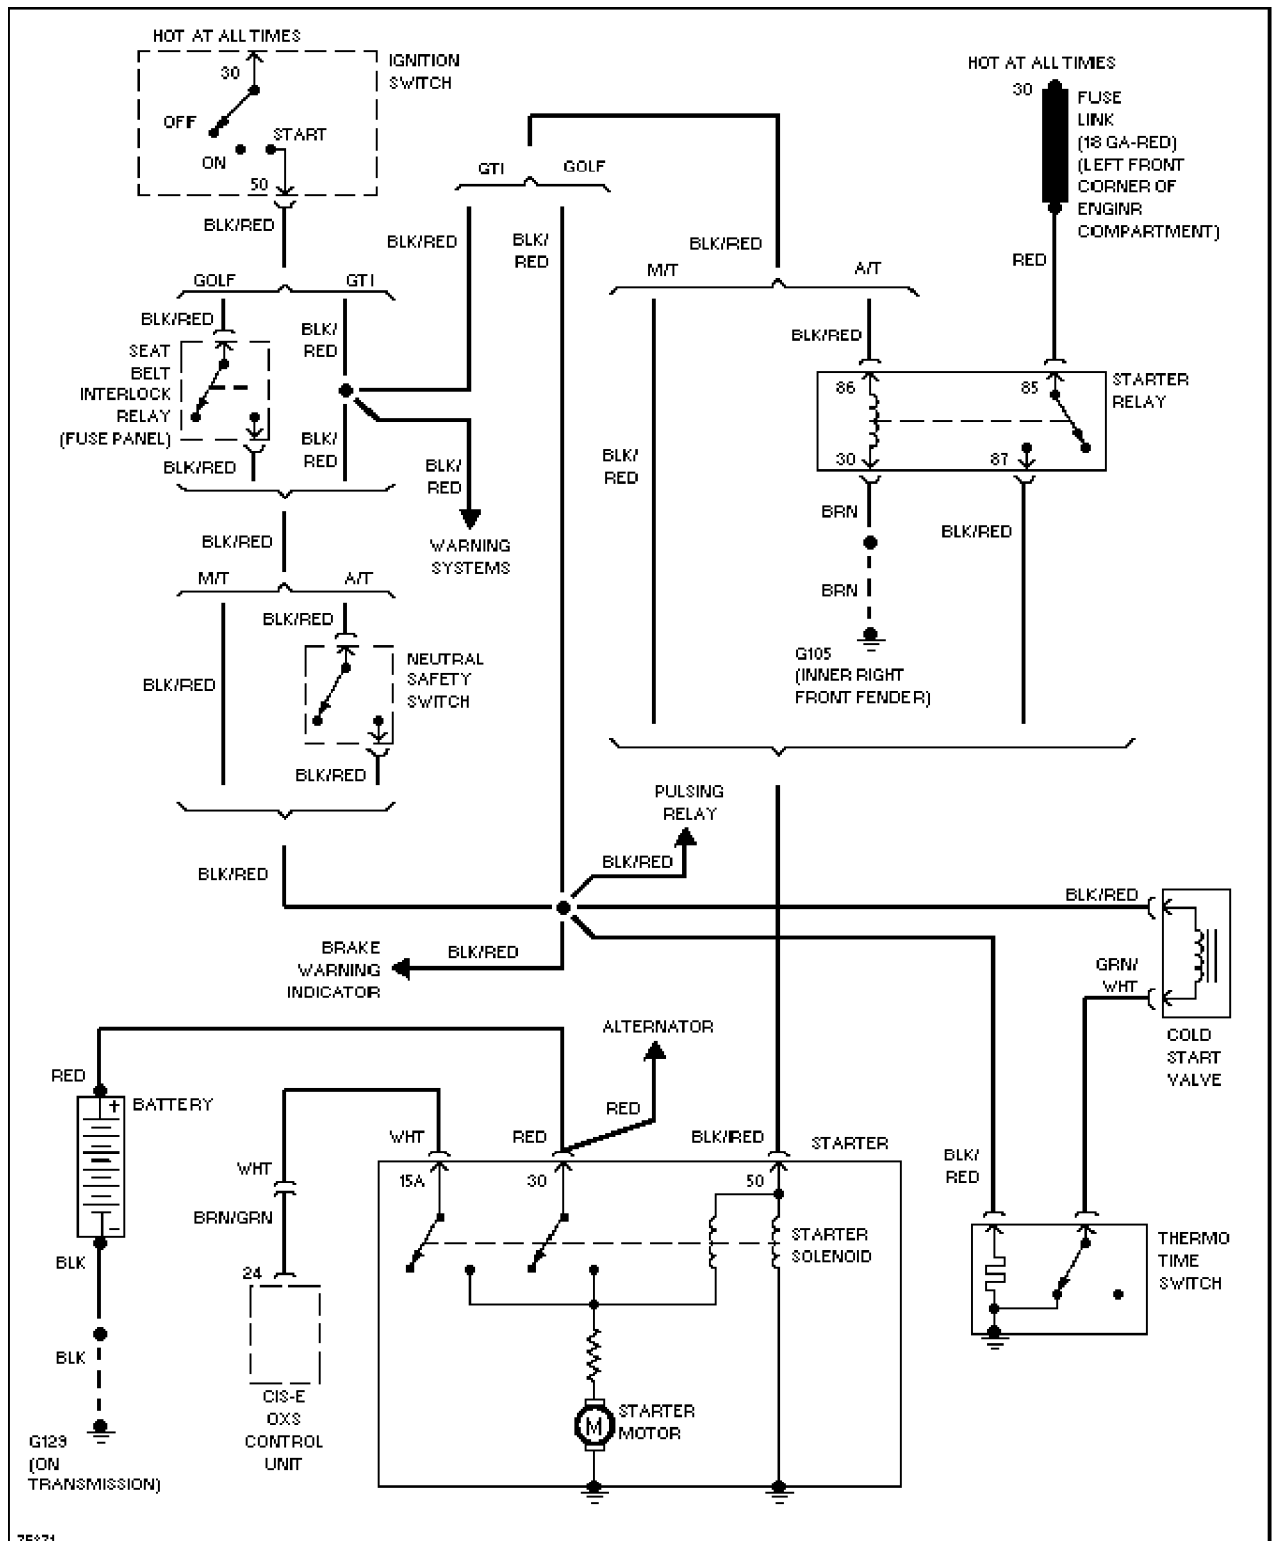 HOT AT ALL TIMES
30
IGNITION
SWITCH
OFF
START
ON
50
BLK/RED
GOLF
GTI
BLK/RED
BLK/
RED
SEAT
BELT
INTERLOCK
RELAY
(FUSE PANEL)
BLK/RED
BLK/
RED
GTI
GOLF
BLK/RED
BLK/
RED
BLK/
RED
WARNING
SYSTEMS
BLK/RED
M/T
A/T
BLK/RED
BLK/RED
NEUTRAL
SAFETY
SWITCH
BLK/RED
BLK/RED
HOT AT ALL TIMES
30
FUSE
LINK
(18 GA-RED)
(LEFT FRONT
CORNER OF
ENGINR
COMPARTMENT)
RED
BLK/RED
M/T
A/T
BLK/RED
86
85
STARTER
RELAY
30
87
BLK/
RED
BRN
BLK/RED
BRN
G105
(INNER RIGHT
FRONT FENDER)
PULSING
RELAY
BLK/RED
BLK/RED
BRAKE
WARNING
INDICATOR
BLK/RED
GRN/
WHT
COLD
START
VALVE
ALTERNATOR
RED
RED
BATTERY
+
-
BLK
BLK
G129
(ON
TRANSMISSION)
WHT
BRN/GRN
24
CIS-E
OXS
CONTROL
UNIT
WHT
RED
BLK/RED
STARTER
15A
30
50
STARTER
SOLENOID
M
STARTER
MOTOR
BLK/
RED
THERMO
TIME
SWITCH